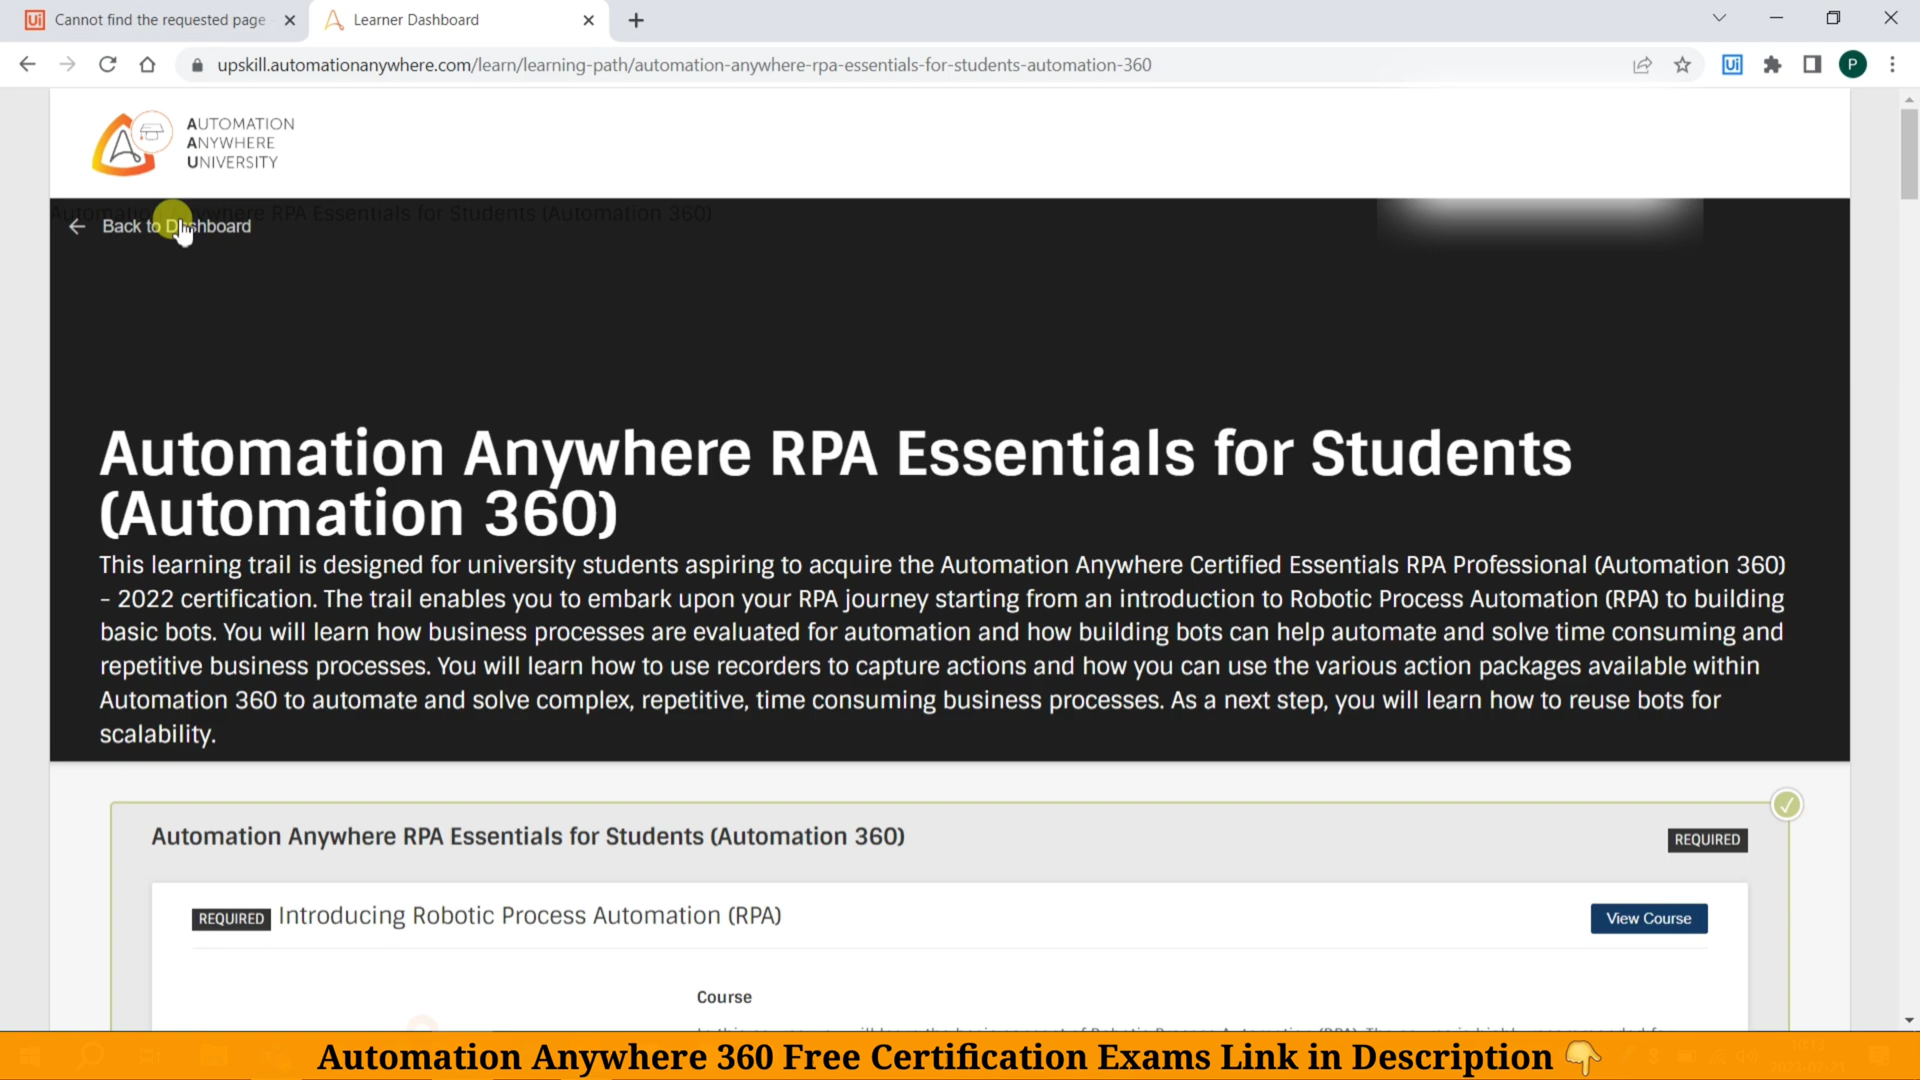 Cannot find the requested page
Learner Dashboard
upskill.automationanywhere.com/learn/learning-path/automation-anywhere-rpa-essentials-for-students-automation-360
Ui
P
AUTOMATION
ANYWHERE
UNIVERSITY
Automation Anywhere RPA Essentials for Students (Automation 360)
Back to Dashboard
Automation Anywhere RPA Essentials for Students
(Automation 360)
This learning trail is designed for university students aspiring to acquire the Automation Anywhere Certified Essentials RPA Professional (Automation 360)
- 2022 certification. The trail enables you to embark upon your RPA journey starting from an introduction to Robotic Process Automation (RPA) to building
basic bots. You will learn how business processes are evaluated for automation and how building bots can help automate and solve time consuming and
repetitive business processes. You will learn how to use recorders to capture actions and how you can use the various action packages available within
Automation 360 to automate and solve complex, repetitive, time consuming business processes. As a next step, you will learn how to reuse bots for
scalability.
Automation Anywhere RPA Essentials for Students (Automation 360)
REQUIRED
REQUIRED Introducing Robotic Process Automation (RPA)
View Course
Course
Automation Anywhere 360 Free Certification Exams Link in Description 👇